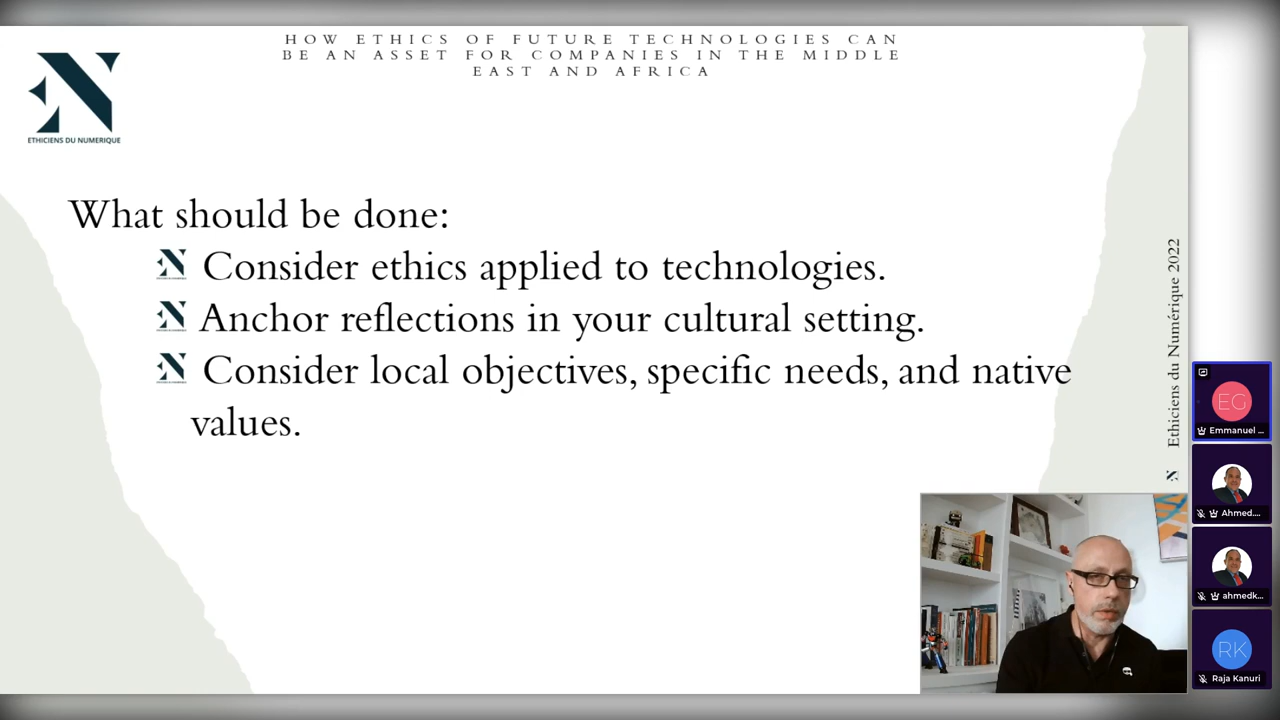 HOW ETHICS OF FUTURE TECHNOLOGIES CAN
BE AN ASSET FOR COMPANIES IN THE MIDDLE
EAST AND AFRICA
ETHICIENS DU NUMERIQUE
What should be done:
Consider ethics applied to technologies.
Anchor reflections in your cultural setting.
Consider local objectives, specific needs, and native
values.
Ethiciens du Numérique 2022
EG
Emmanuel ...
Ahmed....
ahmedk...
RK
Raja Kanuri